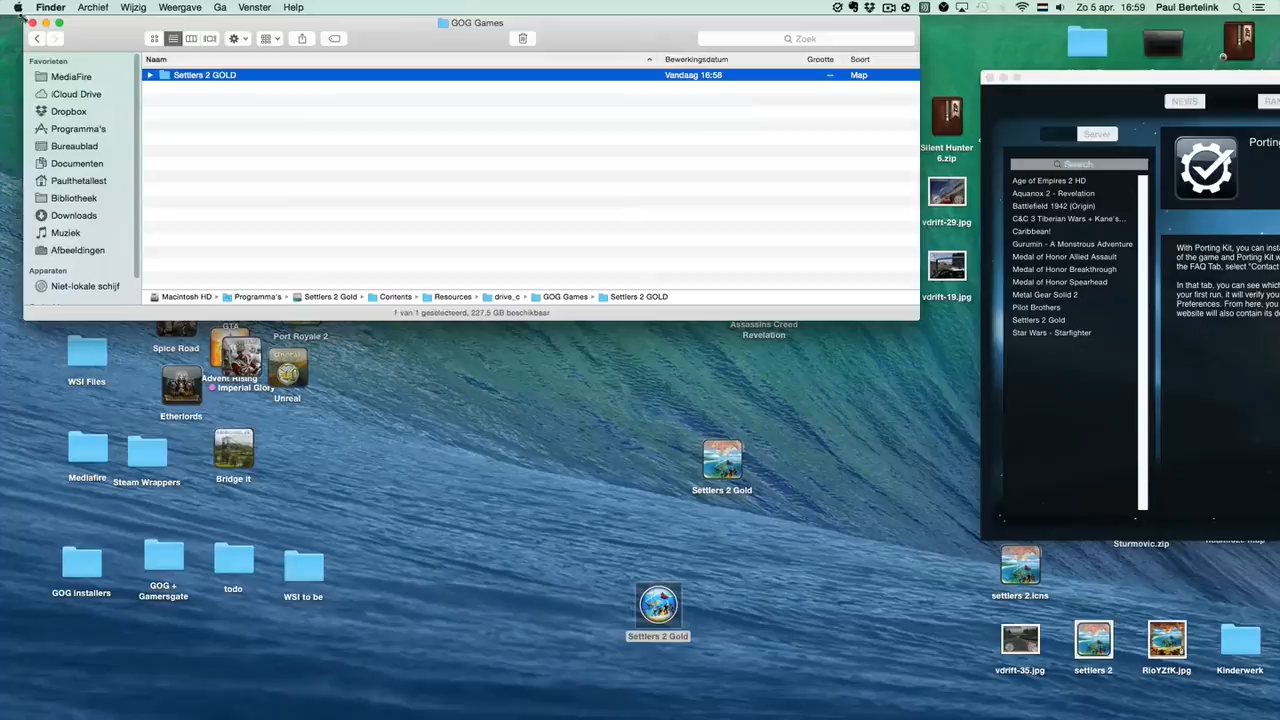 Finder Archief Wijzig Weergave Ga Venster Help
Zo 5 apr. 16:59 Paul Bertelink
GOG Games
Zoek
Favorieten
MediaFire
iCloud Drive
Dropbox
Programma's
Bureaublad
Documenten
Paulthetallest
Bibliotheek
Downloads
Muziek
Afbeeldingen
Apparaten
Niet-lokale schijf
Naam Bewerkingsdatum Grootte Soort
Settlers 2 GOLD Vandaag 16:58 -- Map
Macintosh HD Programma's Settlers 2 Gold Contents Resources drive_c GOG Games Settlers 2 GOLD
1 van 1 geselecteerd, 227,5 GB beschikbaar
Silent Hunter
6.zip
vdrift-29.jpg
vdrift-19.jpg
NEWS
Server
Search
Porting
Age of Empires 2 HD
Aquanox 2 - Revelation
Battlefield 1942 (Origin)
C&C 3 Tiberian Wars + Kane's...
Caribbean!
Gurumin - A Monstrous Adventure
Medal of Honor Allied Assault
Medal of Honor Breakthrough
Medal of Honor Spearhead
Metal Gear Solid 2
Pilot Brothers
Settlers 2 Gold
Star Wars - Starfighter
With Porting Kit, you can
of the game and Porting Kit
the FAQ Tab, select "Contact
In that tab, you can see which
your first run, it will verify your
Preferences. From here, you
website will also contain its
Spice Road
GTA
Port Royale 2
Assassins Creed
Revelation
WSI Files
Advent Rising
Imperial Glory
Unreal
Etherlords
Mediafire
Steam Wrappers
Bridge it
Settlers 2 Gold
Sturmovic.zip
settlers 2.icns
GOG installers
GOG +
Gamersgate
todo
WSI to be
Settlers 2 Gold
vdrift-35.jpg
settlers 2
RIoYZfK.jpg
Kinderwerk